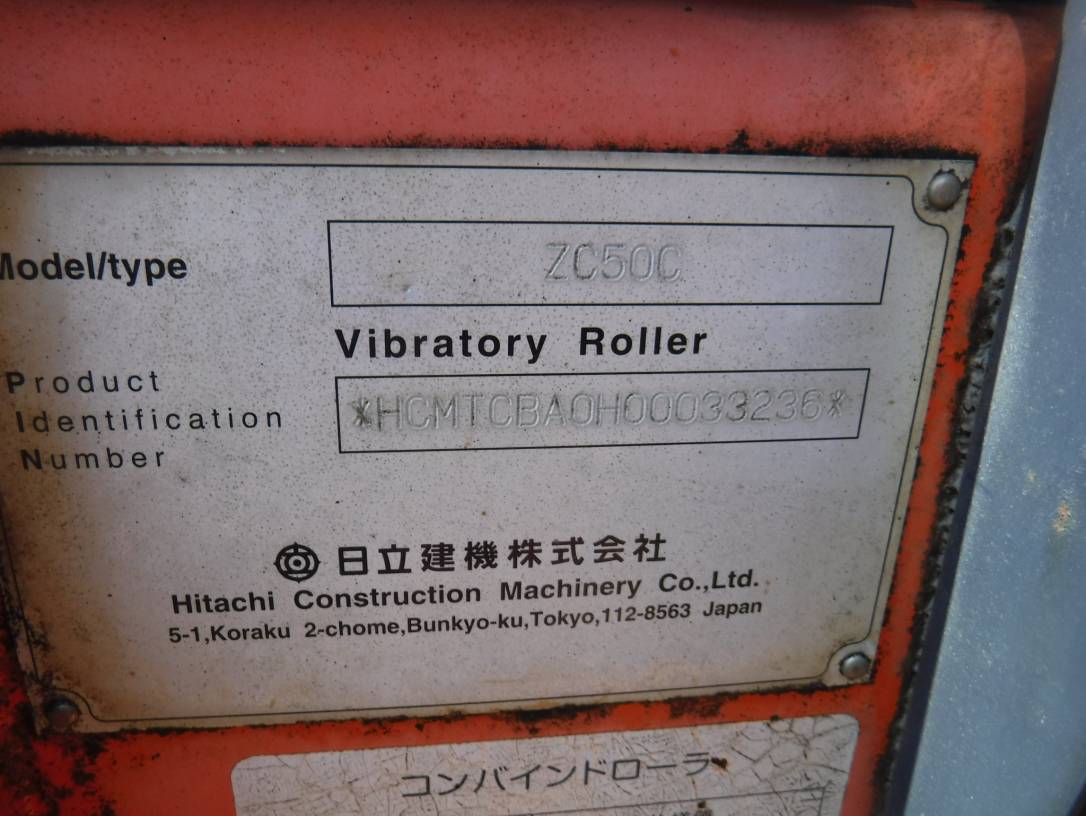 Model/type
ZC50C
Vibratory Roller
Product
Identification
Number
*HCMTCBA0H00033236*
日立建機株式会社
Hitachi Construction Machinery Co.,Ltd.
5-1,Koraku 2-chome,Bunkyo-ku,Tokyo,112-8563 Japan
コンバインドローラ